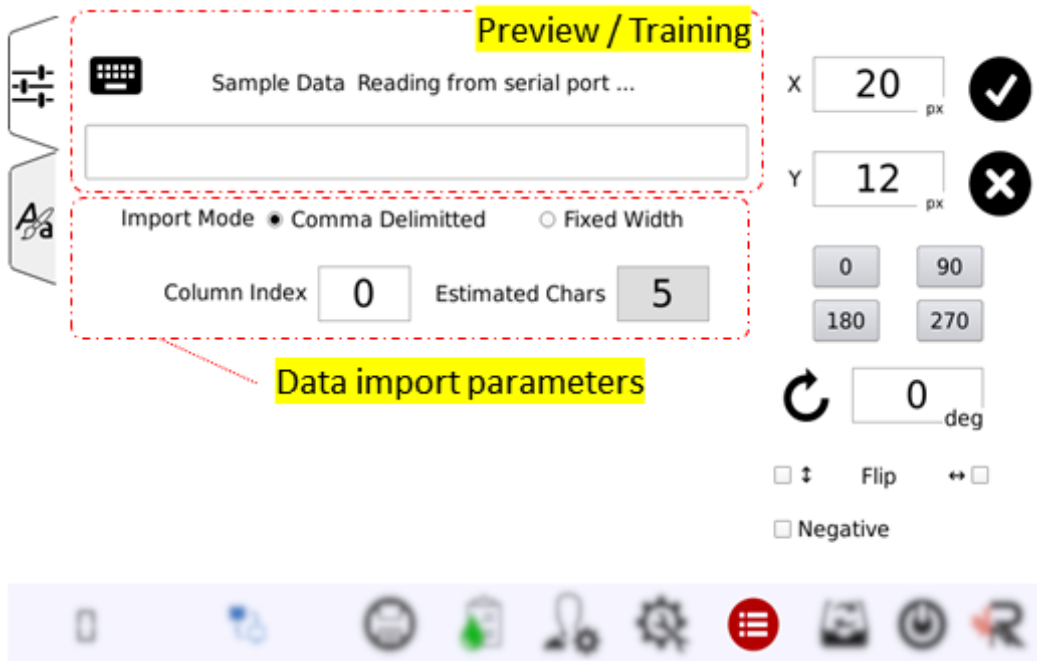 Preview / Training
Sample Data Reading from serial port ...
X 20 px
Y 12 px
Import Mode Comma Delimitted Fixed Width
Aa
0 90
Column Index 0 Estimated Chars 5
180 270
Data import parameters
0 deg
Flip
Negative
R